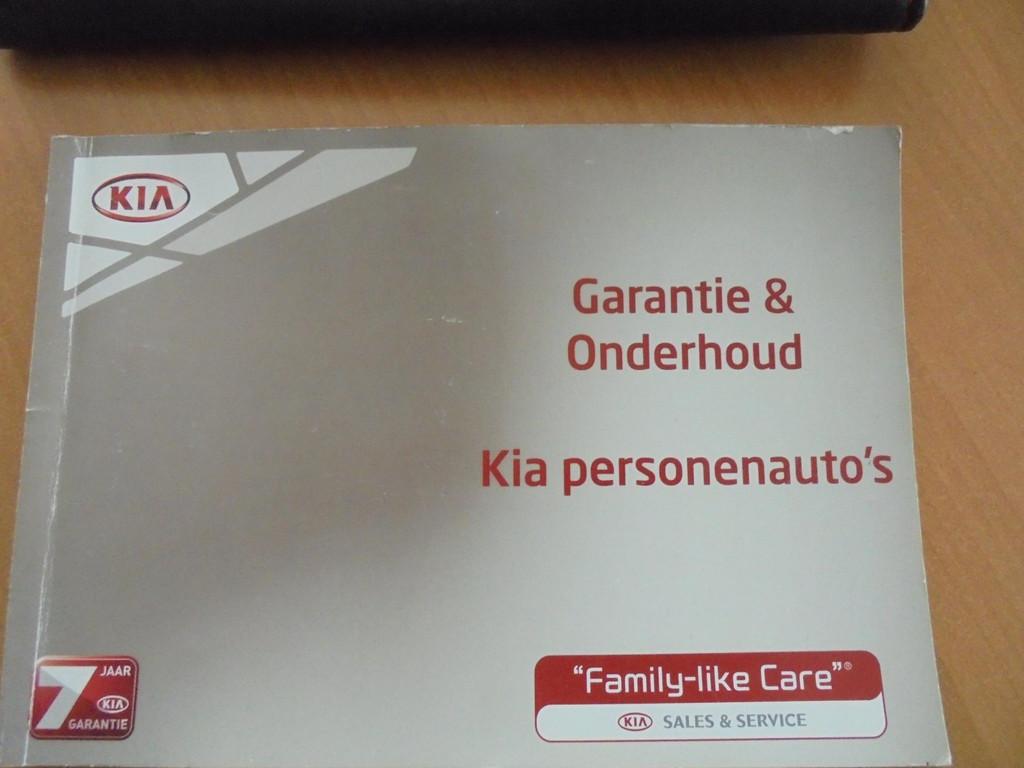 KIA
Garantie &
Onderhoud
Kia personenauto's
7 JAAR
KIA
GARANTIE
“Family-like Care”®
KIA SALES & SERVICE